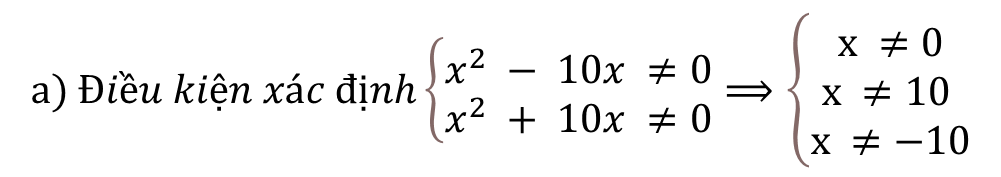 a) Điều kiện xác định { x² − 10x ≠ 0 ⟹ { x ≠ 0
x² + 10x ≠ 0 x ≠ 10
x ≠ −10